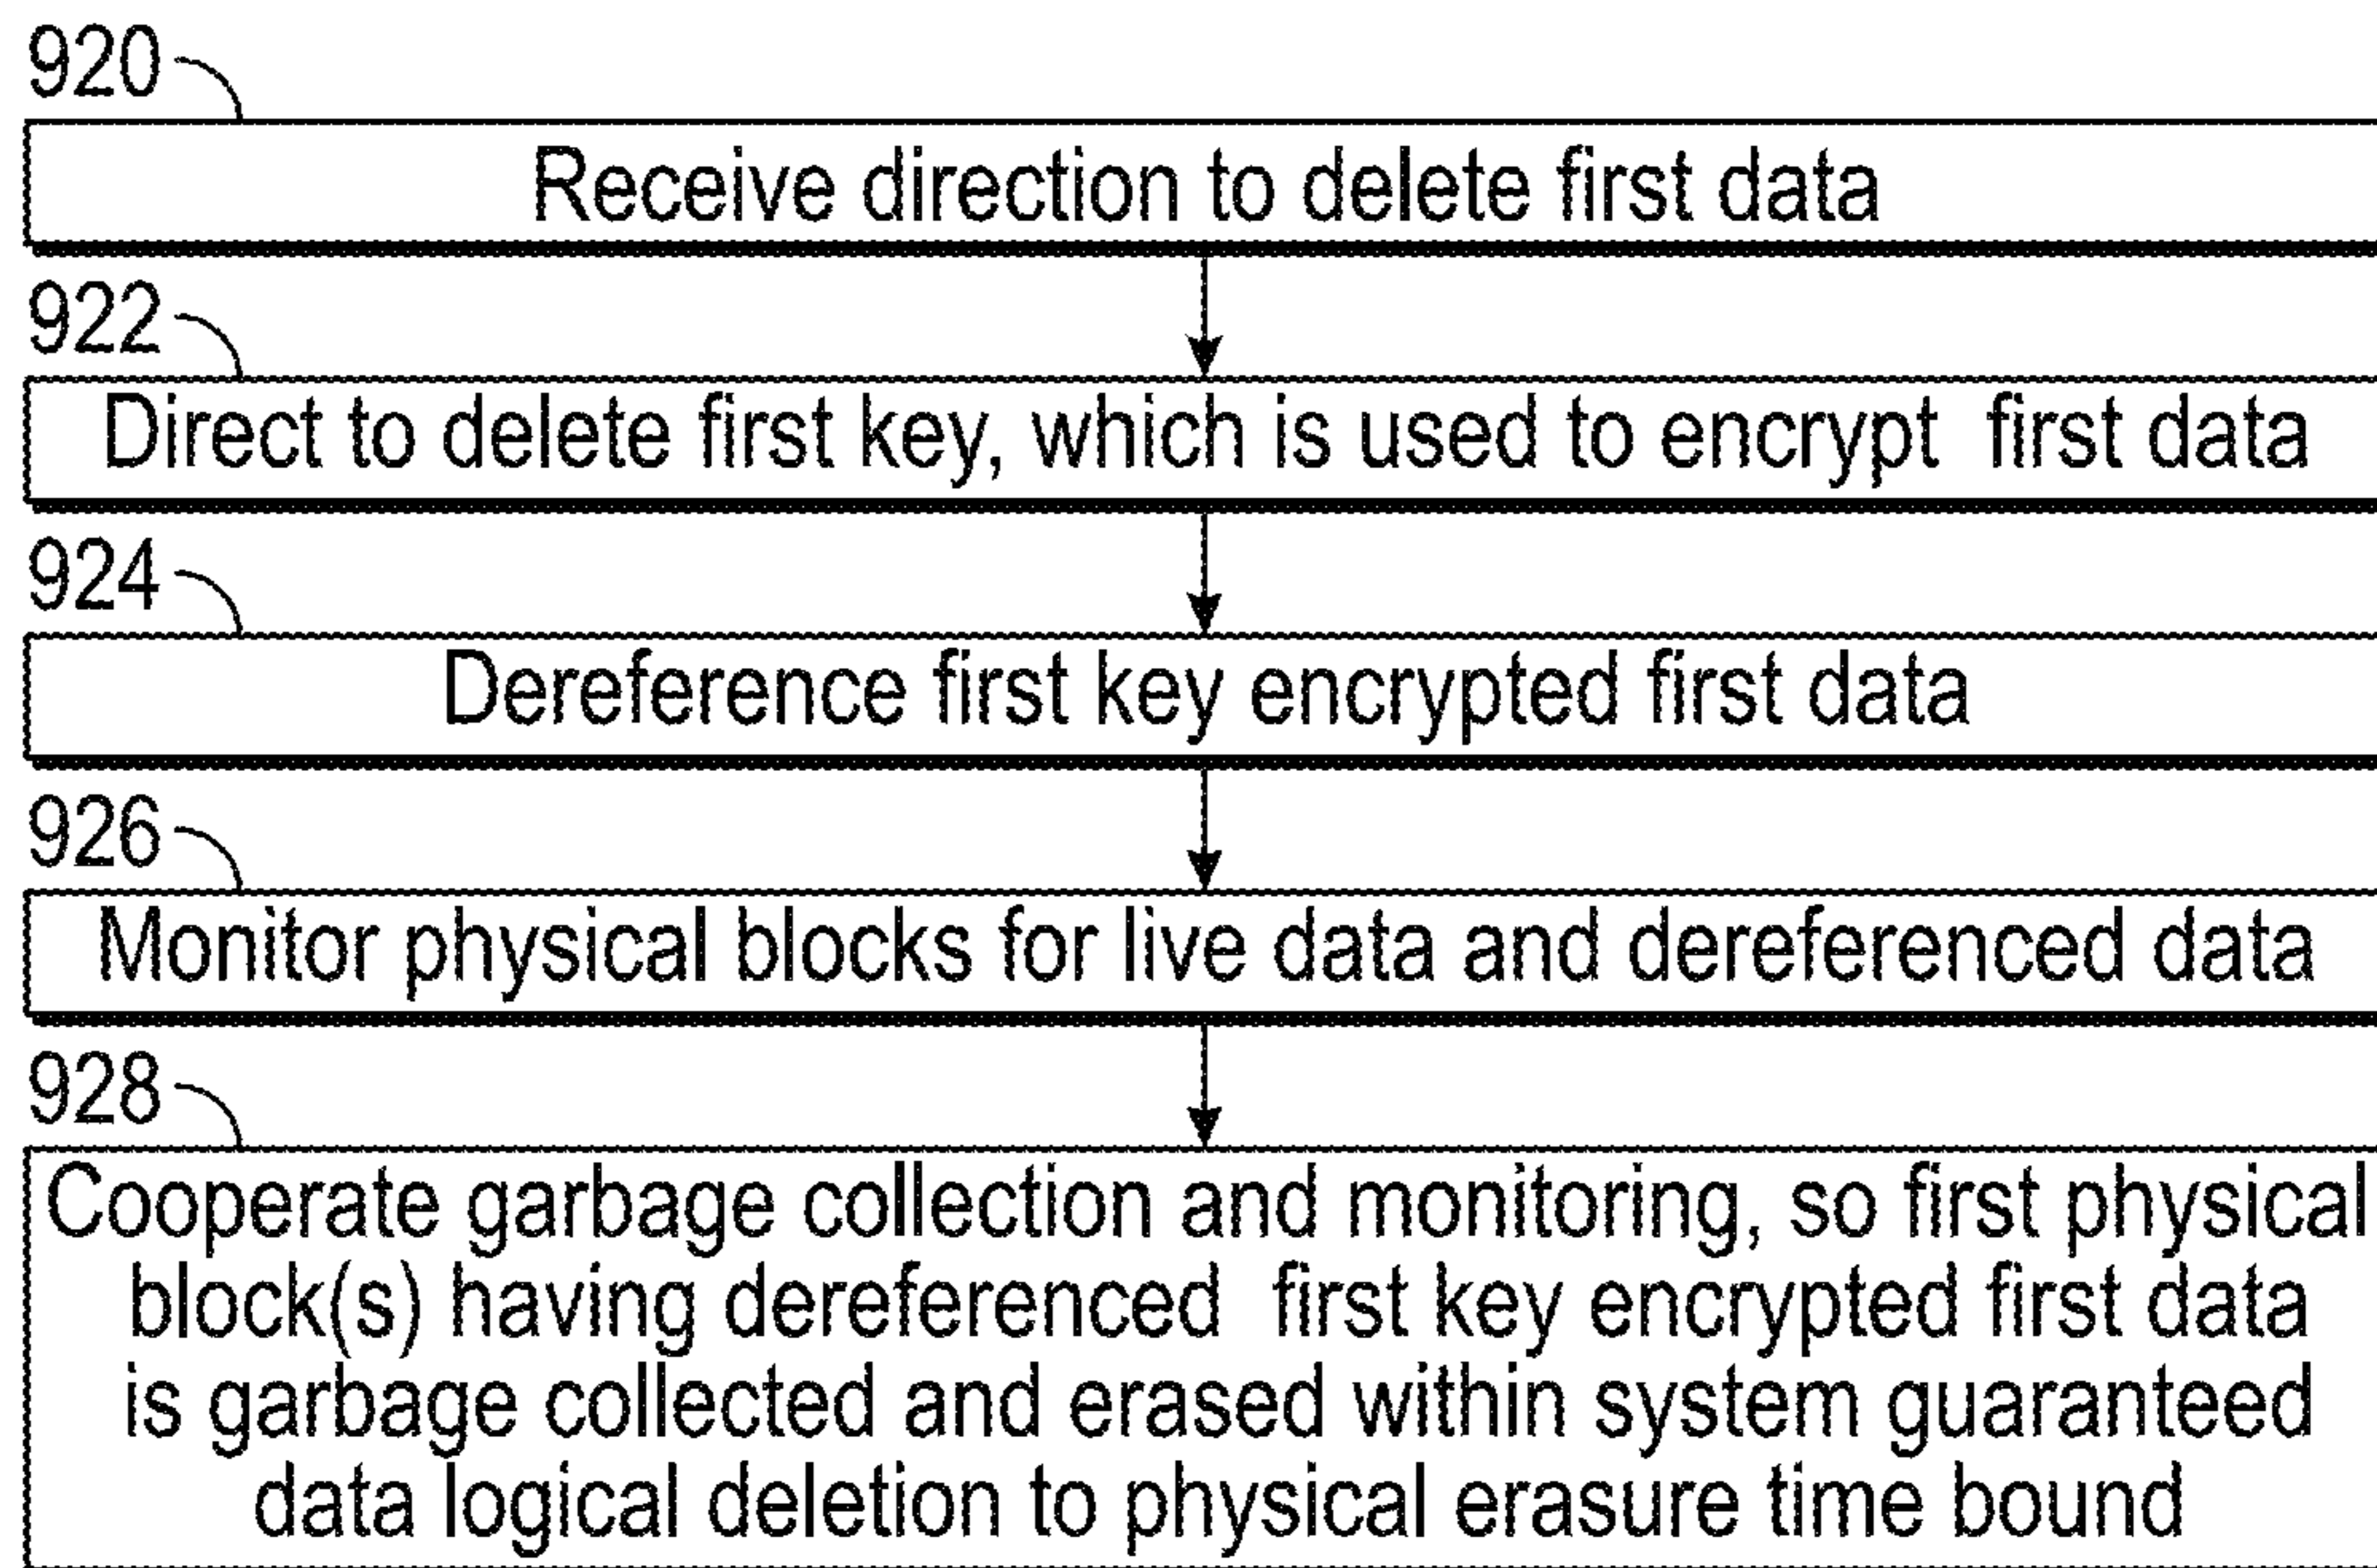 920
Receive direction to delete first data
922
Direct to delete first key, which is used to encrypt first data
924
Dereference first key encrypted first data
926
Monitor physical blocks for live data and dereferenced data
928
Cooperate garbage collection and monitoring, so first physical
block(s) having dereferenced first key encrypted first data
is garbage collected and erased within system guaranteed
data logical deletion to physical erasure time bound